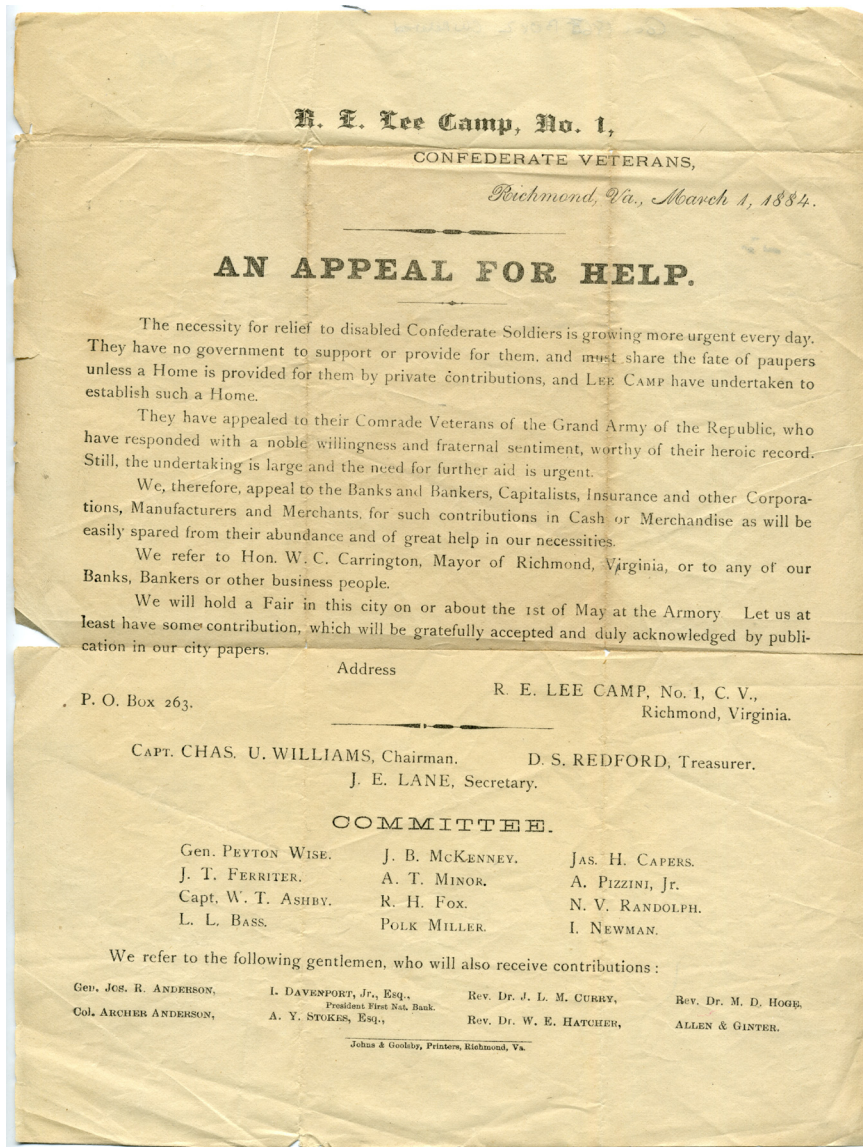 R. E. Lee Camp, No. 1,
CONFEDERATE VETERANS,
Richmond, Va., March 1, 1884.
AN APPEAL FOR HELP.
The necessity for relief to disabled Confederate Soldiers is growing more urgent every day.
They have no government to support or provide for them, and must share the fate of paupers
unless a Home is provided for them by private contributions, and LEE CAMP have undertaken to
establish such a Home.
They have appealed to their Comrade Veterans of the Grand Army of the Republic, who
have responded with a noble willingness and fraternal sentiment, worthy of their heroic record.
Still, the undertaking is large and the need for further aid is urgent.
We, therefore, appeal to the Banks and Bankers, Capitalists, Insurance and other Corpora-
tions, Manufacturers and Merchants, for such contributions in Cash or Merchandise as will be
easily spared from their abundance and of great help in our necessities.
We refer to Hon. W. C. Carrington, Mayor of Richmond, Virginia, or to any of our
Banks, Bankers or other business people.
We will hold a Fair in this city on or about the 1st of May at the Armory Let us at
least have some contribution, which will be gratefully accepted and duly acknowledged by publi-
cation in our city papers.
Address
R. E. LEE CAMP, No. 1, C. V.,
P. O. Box 263.
Richmond, Virginia.
CAPT. CHAS. U. WILLIAMS, Chairman. D. S. REDFORD, Treasurer.
J. E. LANE, Secretary.
COMMITTEE.
Gen. PEYTON WISE. J. B. MCKENNEY. JAS. H. CAPERS.
J. T. FERRITER. A. T. MINOR. A. PIZZINI, Jr.
Capt. W. T. ASHBY. R. H. FOX. N. V. RANDOLPH.
L. L. BASS. POLK MILLER. I. NEWMAN.
We refer to the following gentlemen, who will also receive contributions :
Gen. JOS. R. ANDERSON, I. DAVENPORT, Jr., Esq., Rev. Dr. J. L. M. CURRY, Rev. Dr. M. D. HOGE,
President First Nat. Bank.
Col. ARCHER ANDERSON, A. Y. STOKES, Esq., Rev. Dr. W. E. HATCHER, ALLEN & GINTER.
Johns & Goolsby, Printers, Richmond, Va.